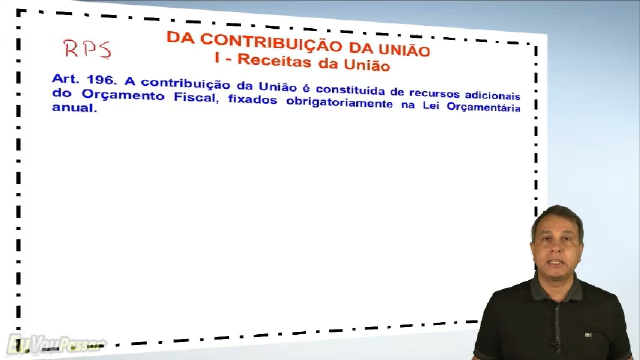 RPS
DA CONTRIBUIÇÃO DA UNIÃO
I - Receitas da União
Art. 196. A contribuição da União é constituída de recursos adicionais
do Orçamento Fiscal, fixados obrigatoriamente na Lei Orçamentária
anual.
EuVouPassar